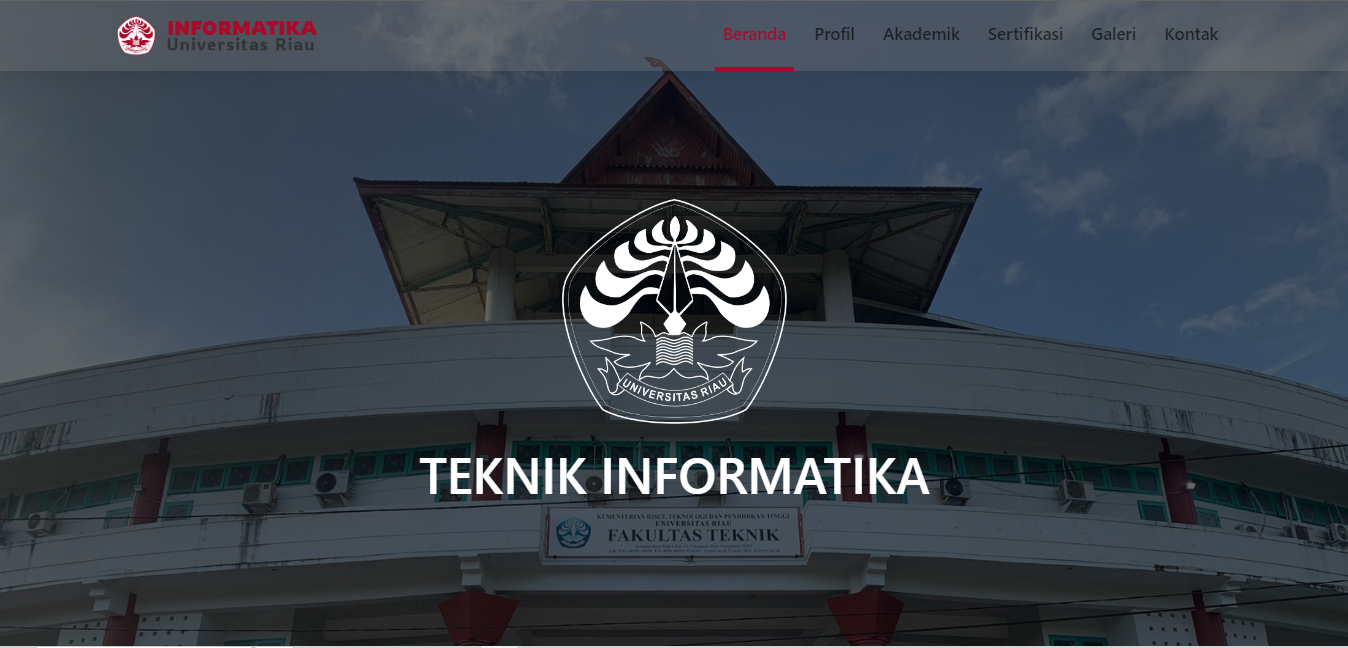 INFORMATIKA
Universitas Riau
Beranda Profil Akademik Sertifikasi Galeri Kontak
UNIVERSITAS RIAU
TEKNIK INFORMATIKA
KEMENTERIAN RISET, TEKNOLOGI DAN PENDIDIKAN TINGGI
UNIVERSITAS RIAU
FAKULTAS TEKNIK